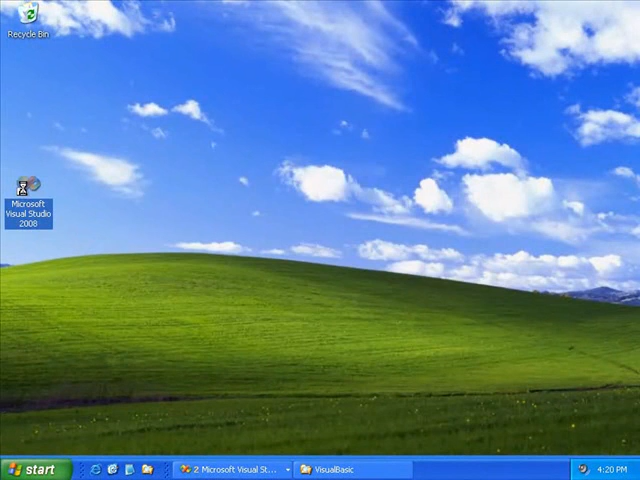 Recycle Bin
Microsoft
Visual Studio
2008
start
2 Microsoft Visual St...
VisualBasic
4:20 PM